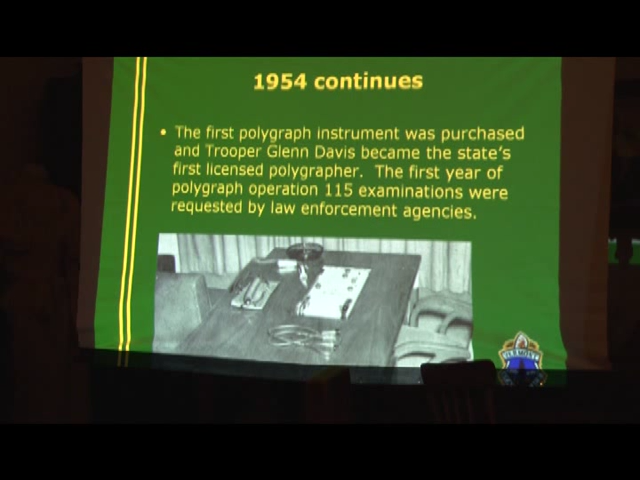 1954 continues
• The first polygraph instrument was purchased
and Trooper Glenn Davis became the state's
first licensed polygrapher. The first year of
polygraph operation 115 examinations were
requested by law enforcement agencies.
VERMONT